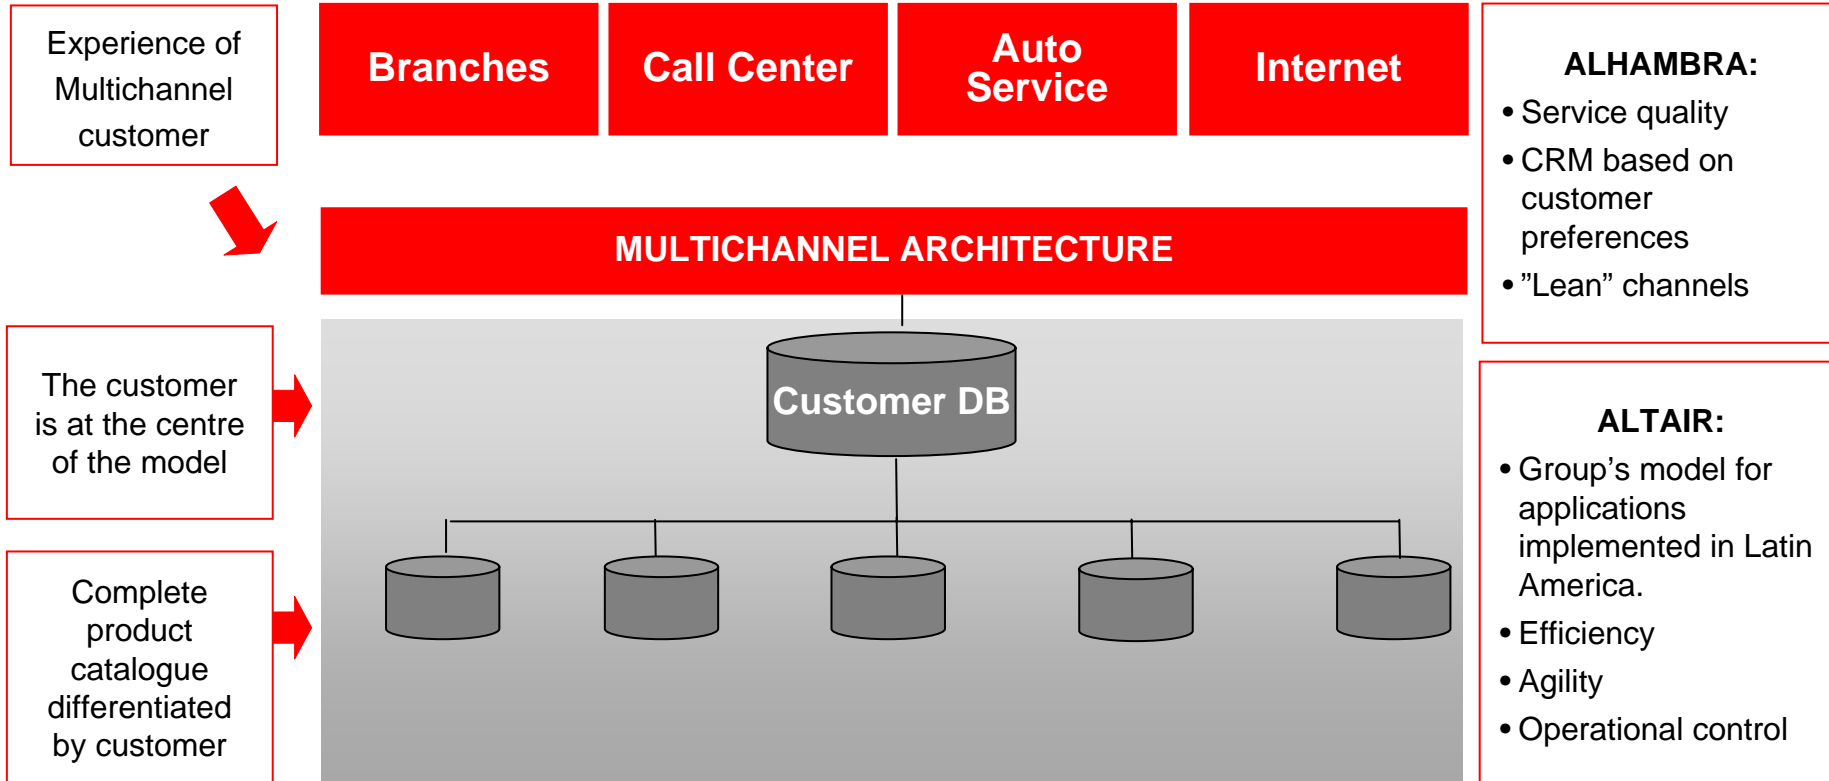 Experience of
Multichannel
customer
Branches
Call Center
Auto
Service
Internet
MULTICHANNEL ARCHITECTURE
ALHAMBRA:
• Service quality
• CRM based on
customer
preferences
• ”Lean” channels
The customer
is at the centre
of the model
Customer DB
Complete
product
catalogue
differentiated
by customer
ALTAIR:
• Group’s model for
applications
implemented in Latin
America.
• Efficiency
• Agility
• Operational control